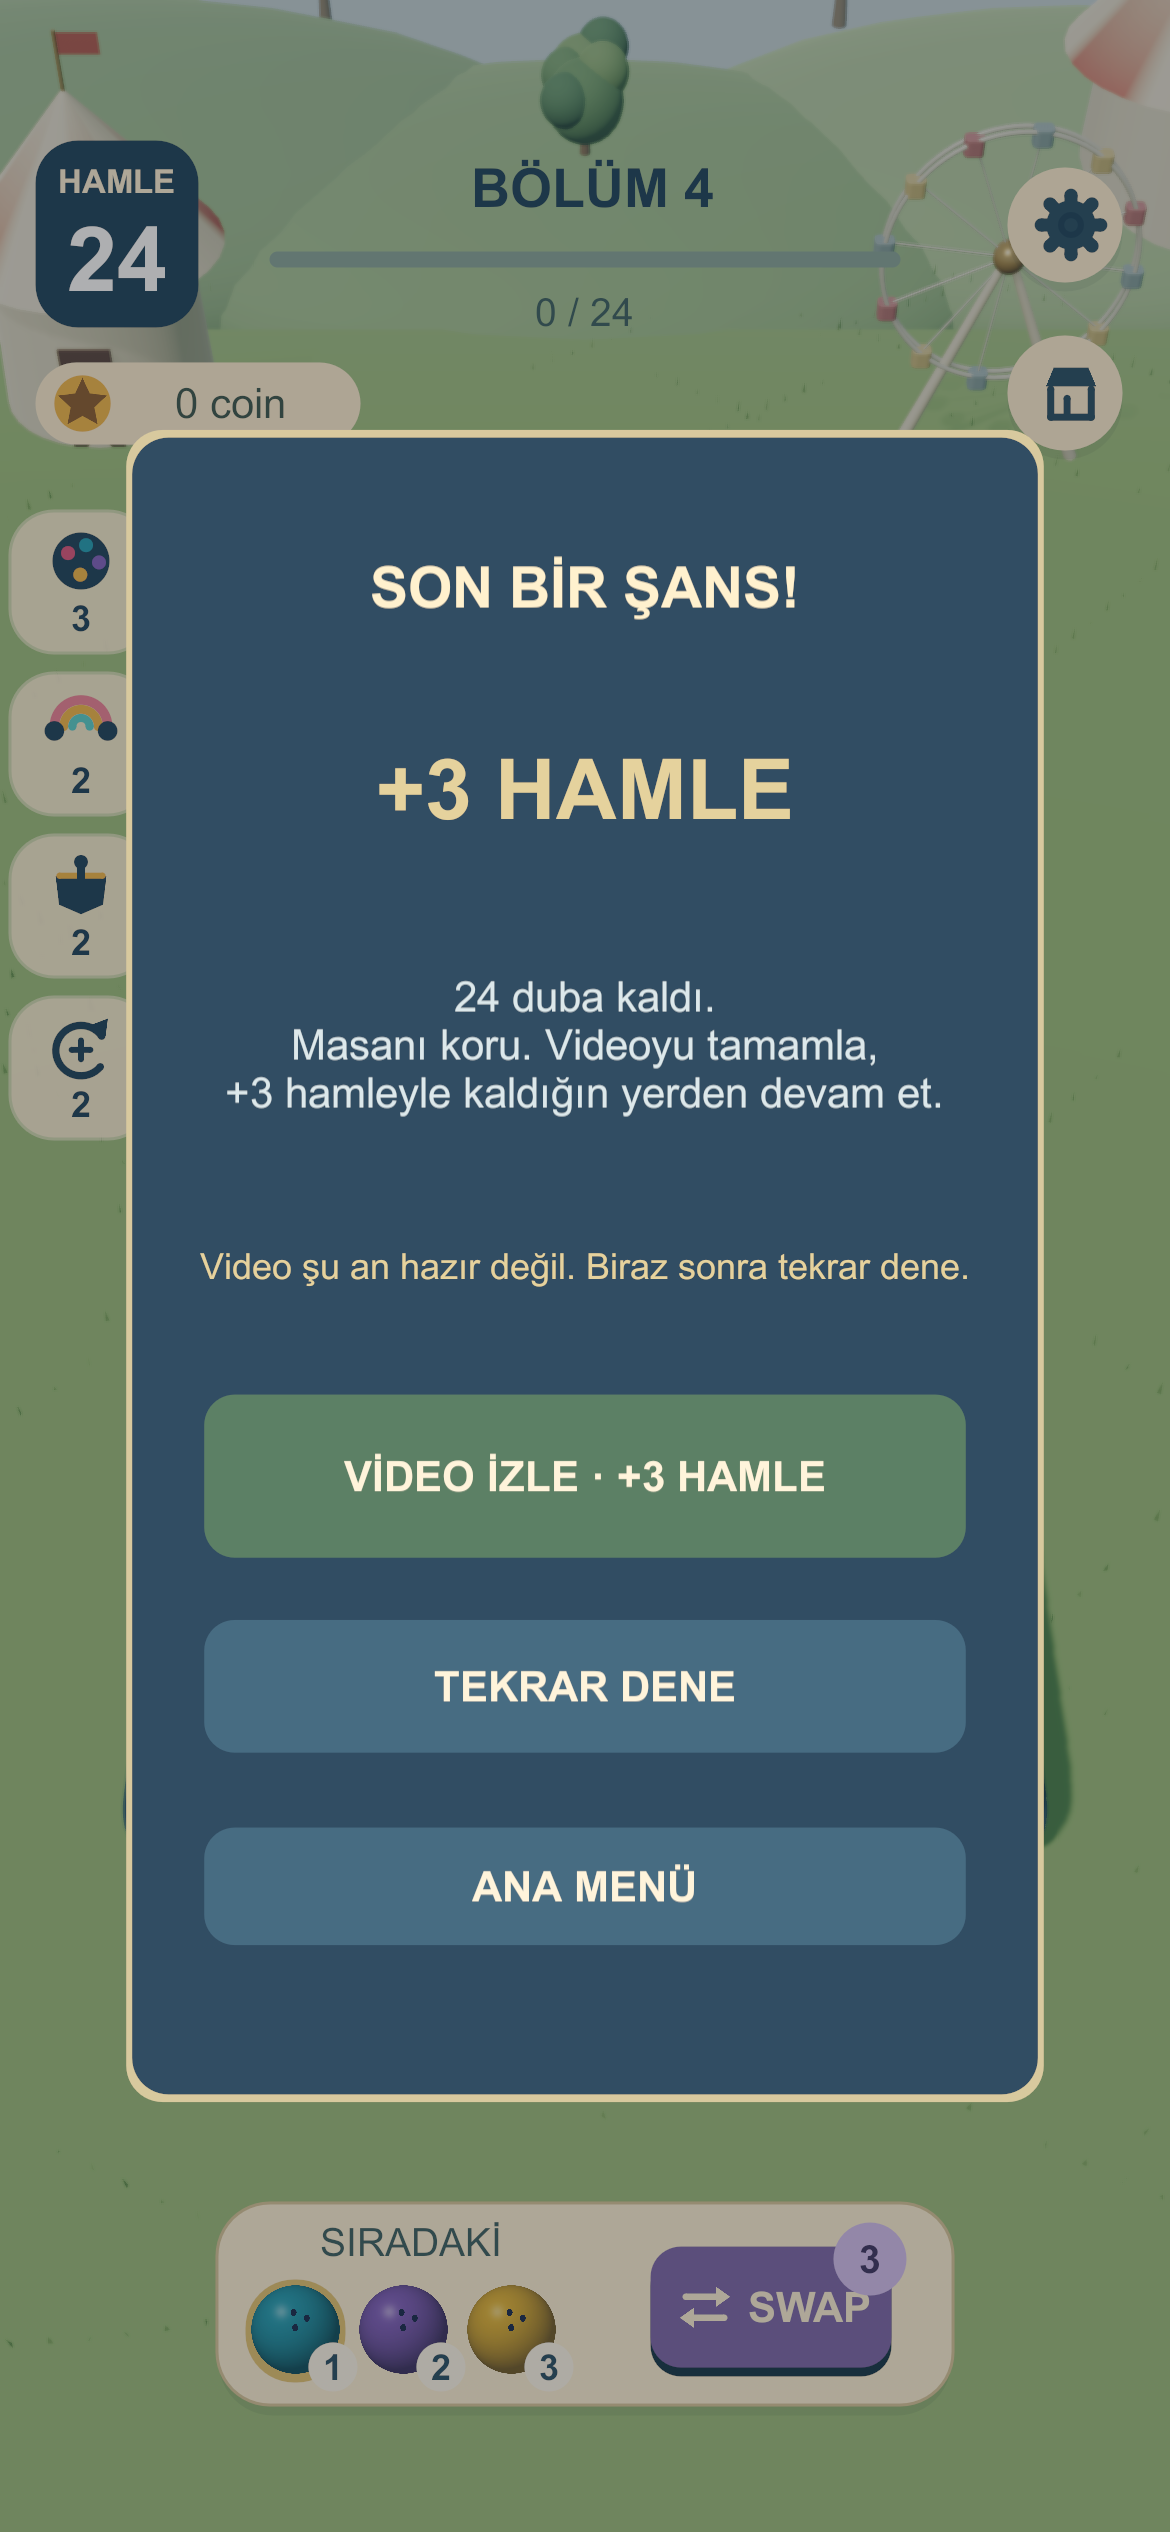 HAMLE
24
BÖLÜM 4
0 / 24
0 coin
3
2
2
2
SON BİR ŞANS!
+3 HAMLE
24 duba kaldı.
Masanı koru. Videoyu tamamla,
+3 hamleyle kaldığın yerden devam et.
Video şu an hazır değil. Biraz sonra tekrar dene.
VİDEO İZLE · +3 HAMLE
TEKRAR DENE
ANA MENÜ
SIRADAKİ
1
2
3
SWAP
3